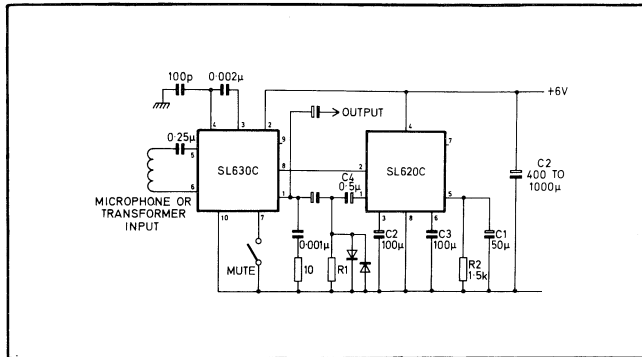 100p
0·002μ
+6V
OUTPUT
4
3
2
9
4
7
0·25μ
5
6
SL630C
8
1
10
7
C4
0·5μ
2
SL620C
5
1
3
8
6
C2
400 TO
1000μ
MICROPHONE OR
TRANSFORMER
INPUT
MUTE
0·001μ
10
R1
C2
100μ
C3
100μ
R2
1·5k
C1
50μ